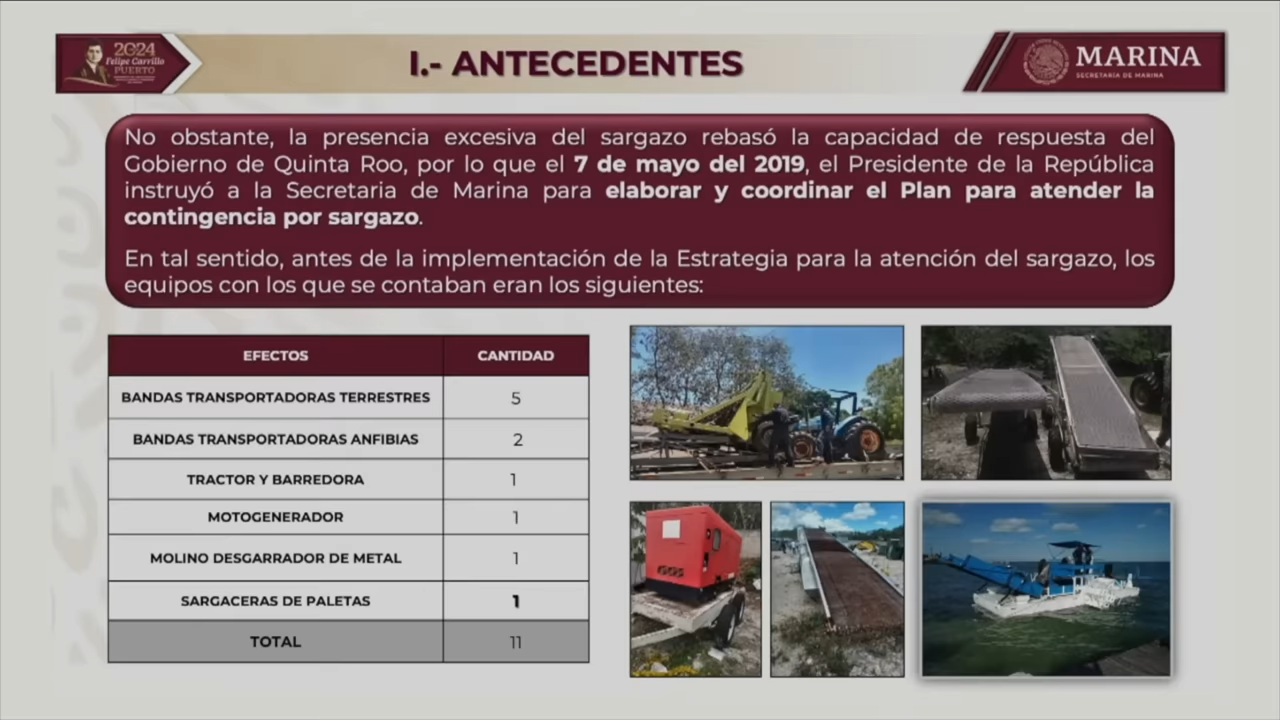 2024
Felipe Carrillo
PUERTO
I.- ANTECEDENTES
MARINA
SECRETARÍA DE MARINA
No obstante, la presencia excesiva del sargazo rebasó la capacidad de respuesta del
Gobierno de Quinta Roo, por lo que el 7 de mayo del 2019, el Presidente de la República
instruyó a la Secretaria de Marina para elaborar y coordinar el Plan para atender la
contingencia por sargazo.
En tal sentido, antes de la implementación de la Estrategia para la atención del sargazo, los
equipos con los que se contaban eran los siguientes:
EFECTOS CANTIDAD
BANDAS TRANSPORTADORAS TERRESTRES 5
BANDAS TRANSPORTADORAS ANFIBIAS 2
TRACTOR Y BARREDORA 1
MOTOGENERADOR 1
MOLINO DESGARRADOR DE METAL 1
SARGACERAS DE PALETAS 1
TOTAL 11